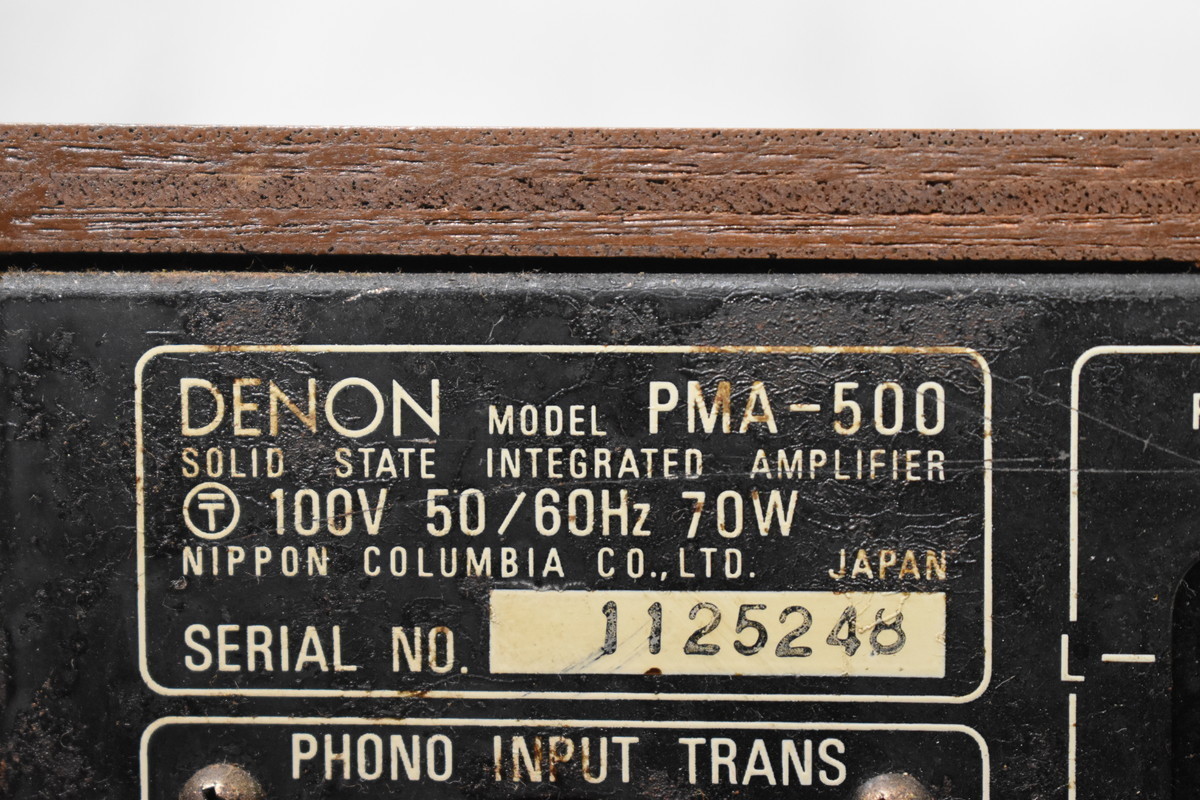 DENON MODEL PMA-500
SOLID STATE INTEGRATED AMPLIFIER
〒 100V 50/60Hz 70W
NIPPON COLUMBIA CO.,LTD. JAPAN
SERIAL NO. 1125248
L
PHONO INPUT TRANS